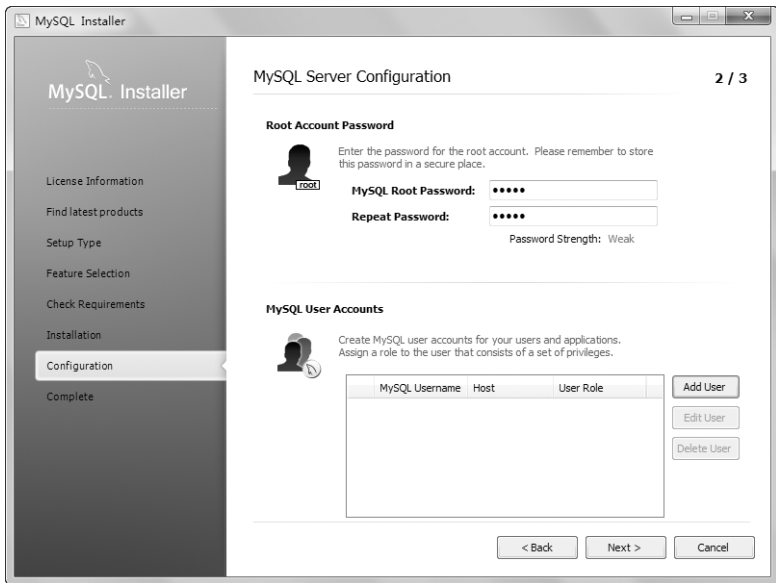 MySQL Installer
MySQL. Installer
License Information
Find latest products
Setup Type
Feature Selection
Check Requirements
Installation
Configuration
Complete
MySQL Server Configuration
2 / 3
Root Account Password
Enter the password for the root account. Please remember to store
this password in a secure place.
root
MySQL Root Password: •••••
Repeat Password: •••••
Password Strength: Weak
MySQL User Accounts
Create MySQL user accounts for your users and applications.
Assign a role to the user that consists of a set of privileges.
MySQL Username Host User Role
Add User
Edit User
Delete User
< Back Next > Cancel